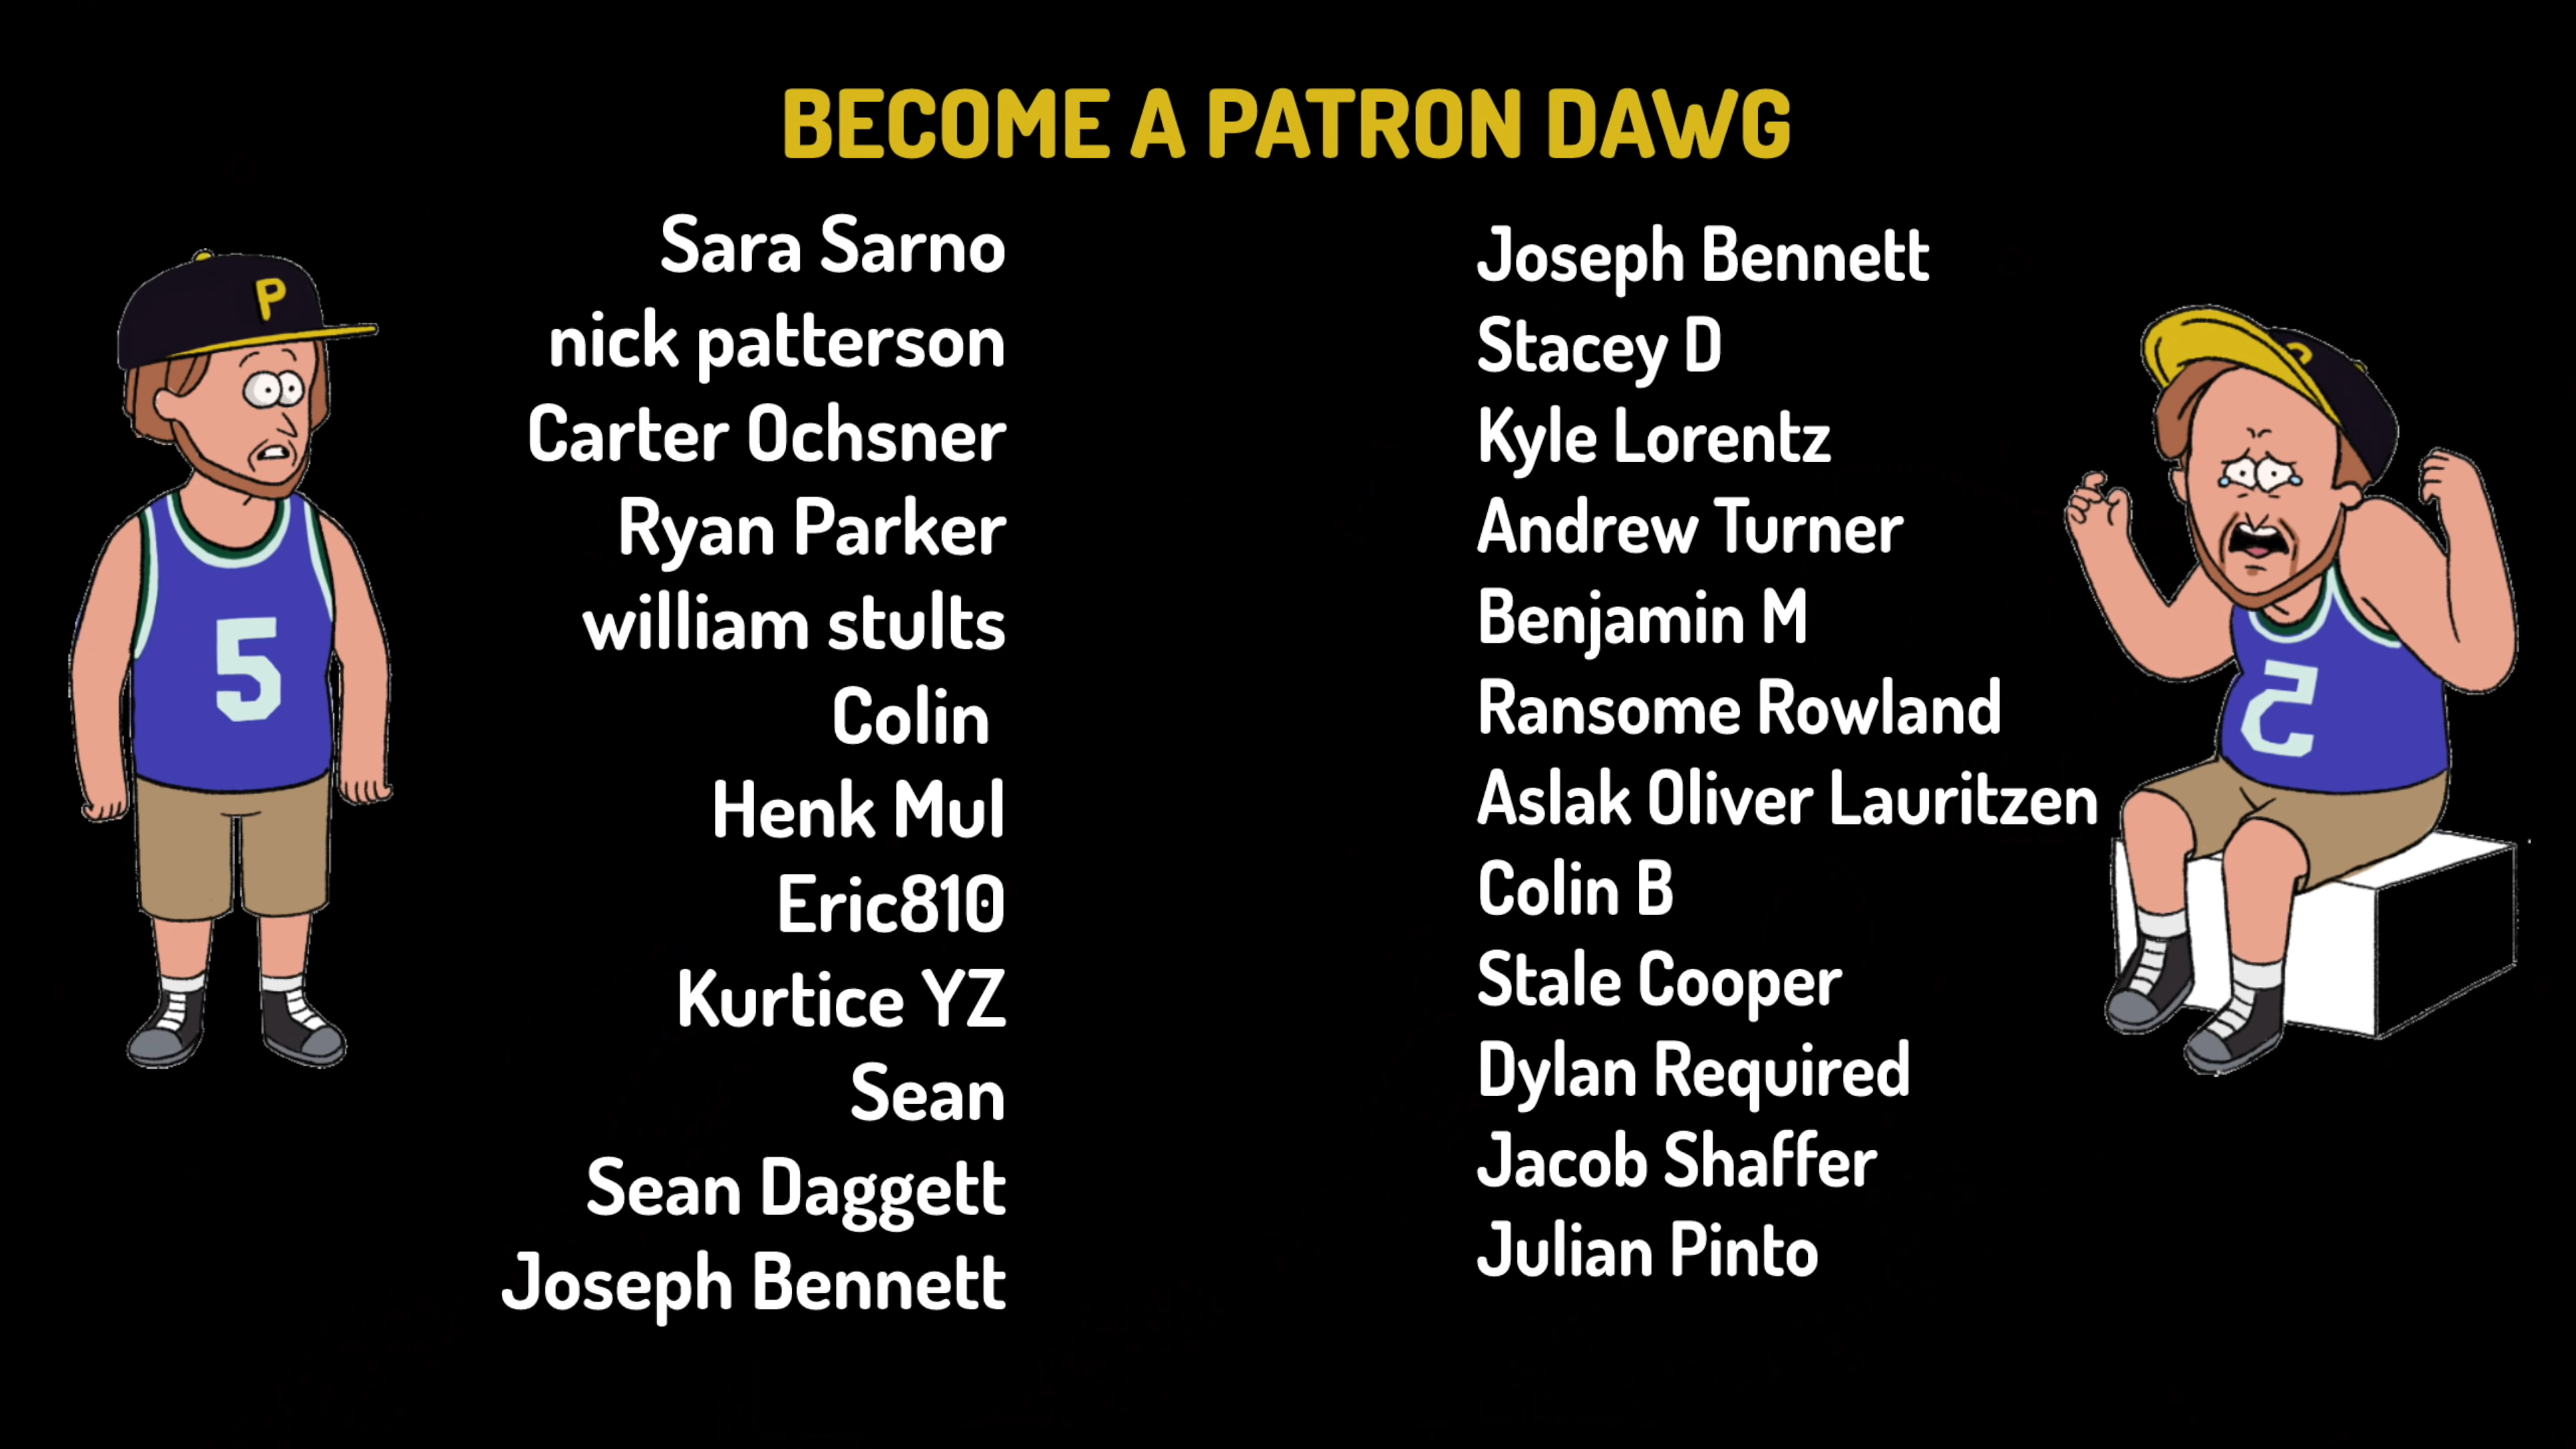 BECOME A PATRON DAWG
Sara Sarno
nick patterson
Carter Ochsner
Ryan Parker
william stults
Colin
Henk Mul
Eric810
Kurtice YZ
Sean
Sean Daggett
Joseph Bennett
Joseph Bennett
Stacey D
Kyle Lorentz
Andrew Turner
Benjamin M
Ransome Rowland
Aslak Oliver Lauritzen
Colin B
Stale Cooper
Dylan Required
Jacob Shaffer
Julian Pinto
P
5
P
5